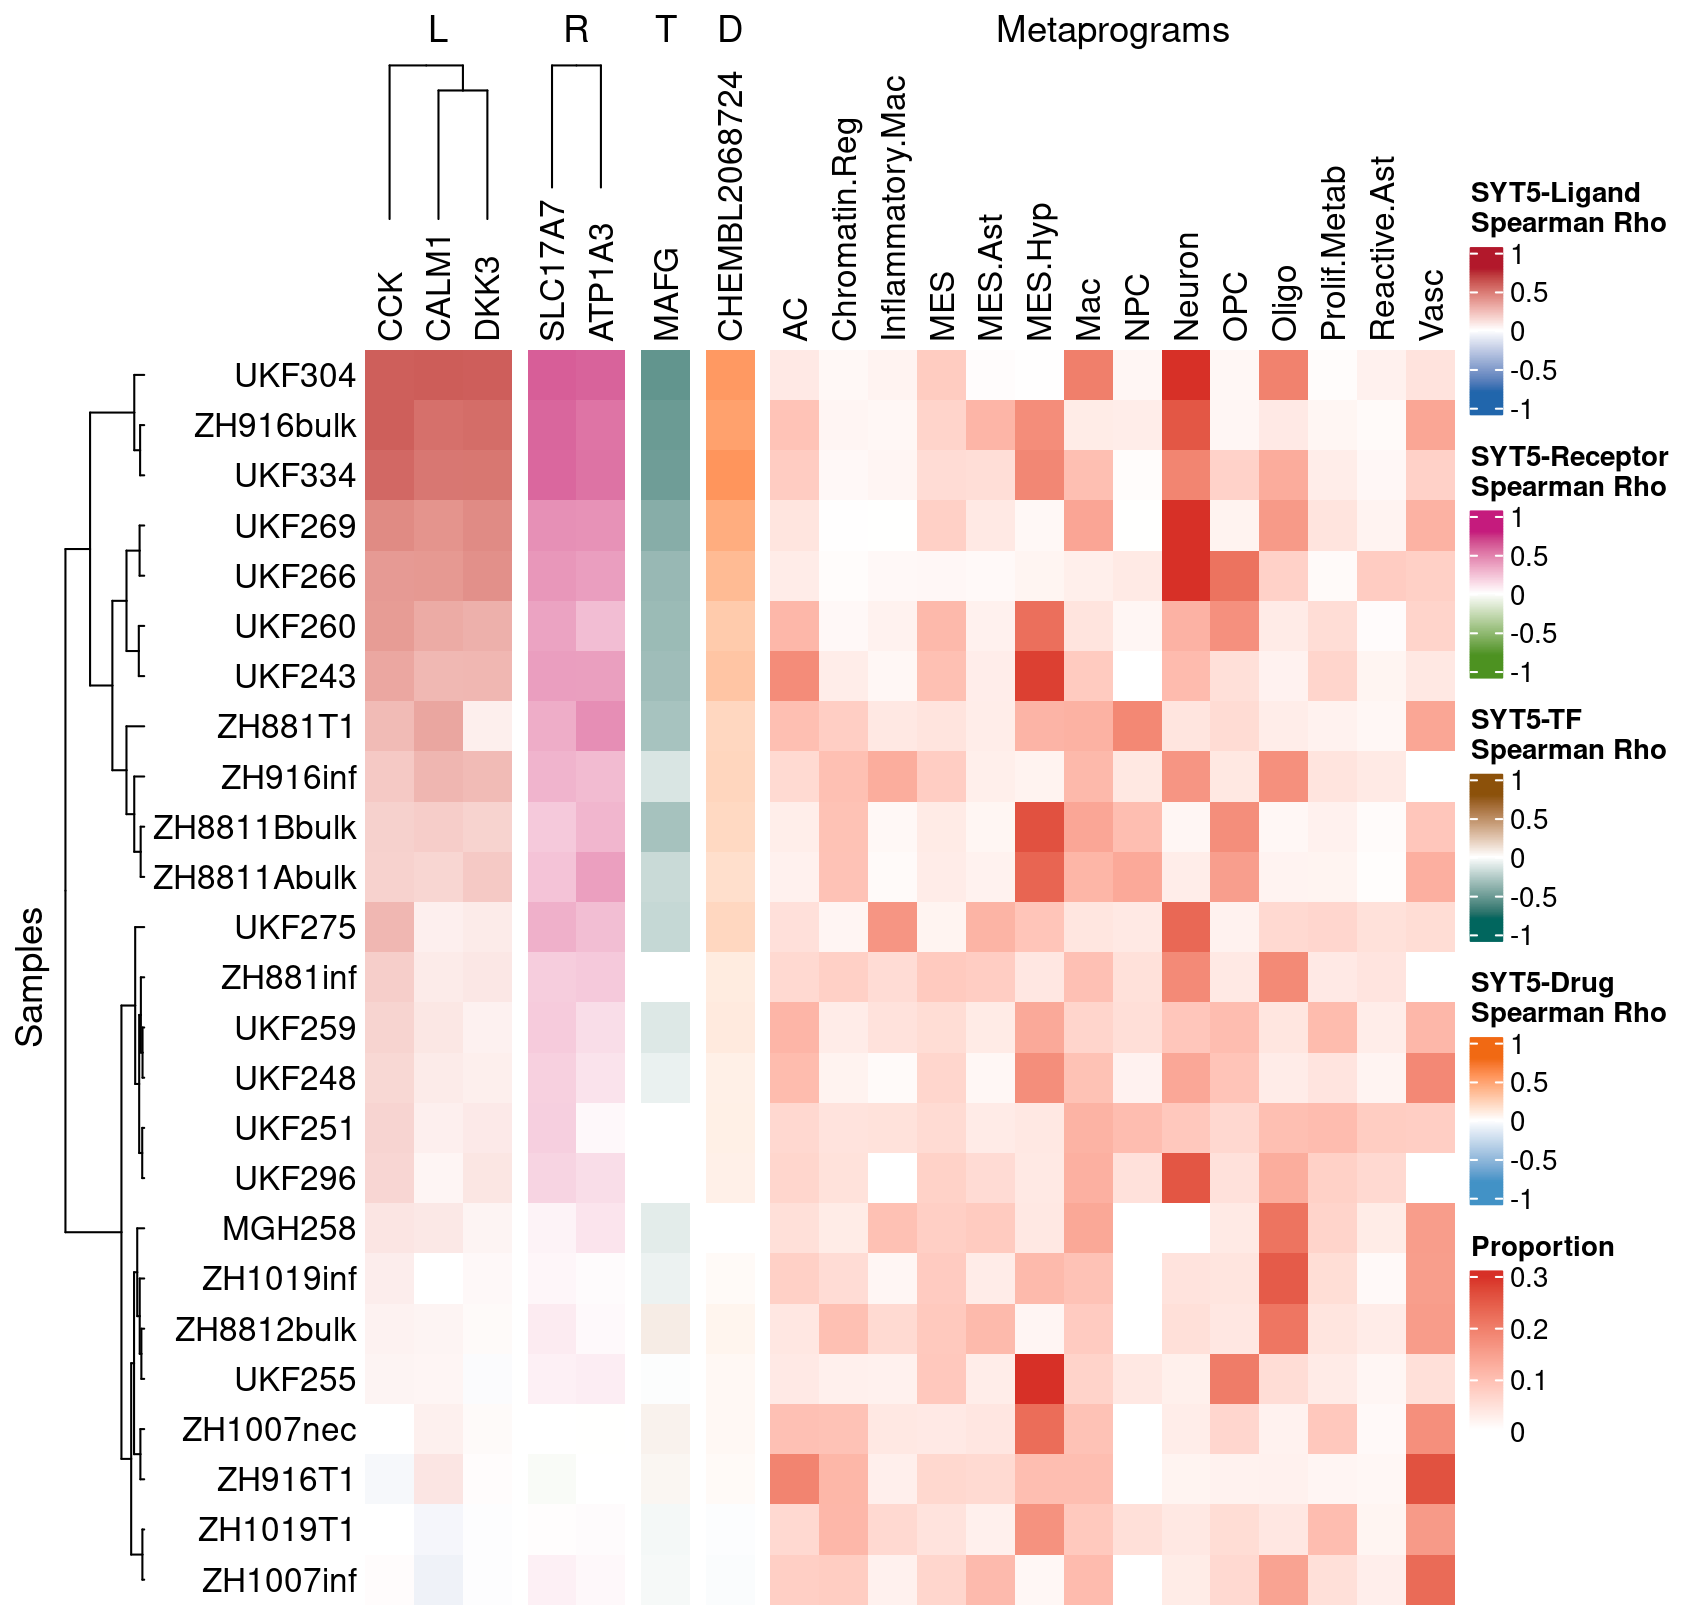 L R T D Metaprograms
CCK
CALM1
DKK3
SLC17A7
ATP1A3
MAFG
CHEMBL2068724
AC
Chromatin.Reg
Inflammatory.Mac
MES
MES.Ast
MES.Hyp
Mac
NPC
Neuron
OPC
Oligo
Prolif.Metab
Reactive.Ast
Vasc
Samples
UKF304
ZH916bulk
UKF334
UKF269
UKF266
UKF260
UKF243
ZH881T1
ZH916inf
ZH8811Bbulk
ZH8811Abulk
UKF275
ZH881inf
UKF259
UKF248
UKF251
UKF296
MGH258
ZH1019inf
ZH8812bulk
UKF255
ZH1007nec
ZH916T1
ZH1019T1
ZH1007inf
SYT5-Ligand
Spearman Rho
1
0.5
0
-0.5
-1
SYT5-Receptor
Spearman Rho
1
0.5
0
-0.5
-1
SYT5-TF
Spearman Rho
1
0.5
0
-0.5
-1
SYT5-Drug
Spearman Rho
1
0.5
0
-0.5
-1
Proportion
0.3
0.2
0.1
0